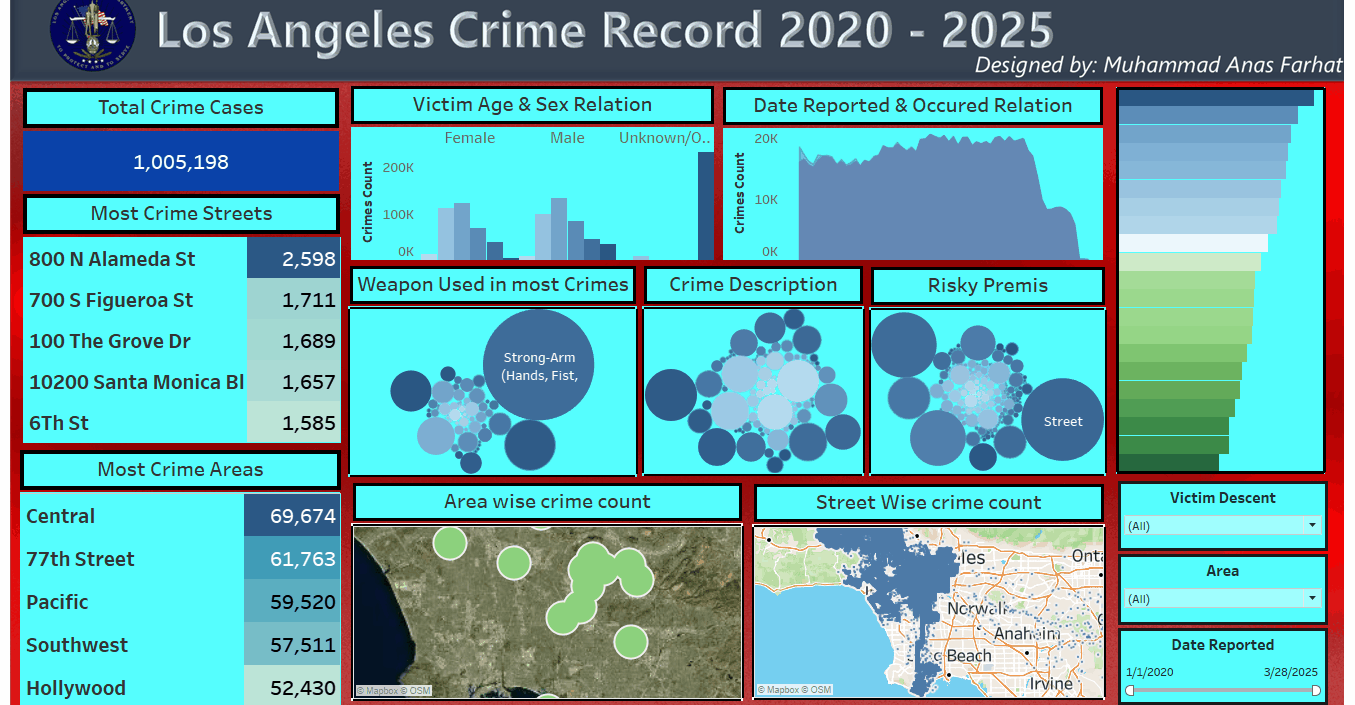 Los Angeles Crime Record 2020 - 2025
Designed by: Muhammad Anas Farhat
Total Crime Cases
1,005,198
Most Crime Streets
800 N Alameda St 2,598
700 S Figueroa St 1,711
100 The Grove Dr 1,689
10200 Santa Monica Bl 1,657
6Th St 1,585
Most Crime Areas
Central 69,674
77th Street 61,763
Pacific 59,520
Southwest 57,511
Hollywood 52,430
Victim Age & Sex Relation
Female Male Unknown/O..
Crimes Count
200K
100K
0K
Date Reported & Occured Relation
Crimes Count
20K
10K
0K
Weapon Used in most Crimes
Strong-Arm
(Hands, Fist,
Crime Description
Risky Premis
Street
Area wise crime count
© Mapbox © OSM
Street Wise crime count
les
Onta
Norwalk
Anaheim
Beach
Irvine
© Mapbox © OSM
Victim Descent
(All)
Area
(All)
Date Reported
1/1/2020 3/28/2025